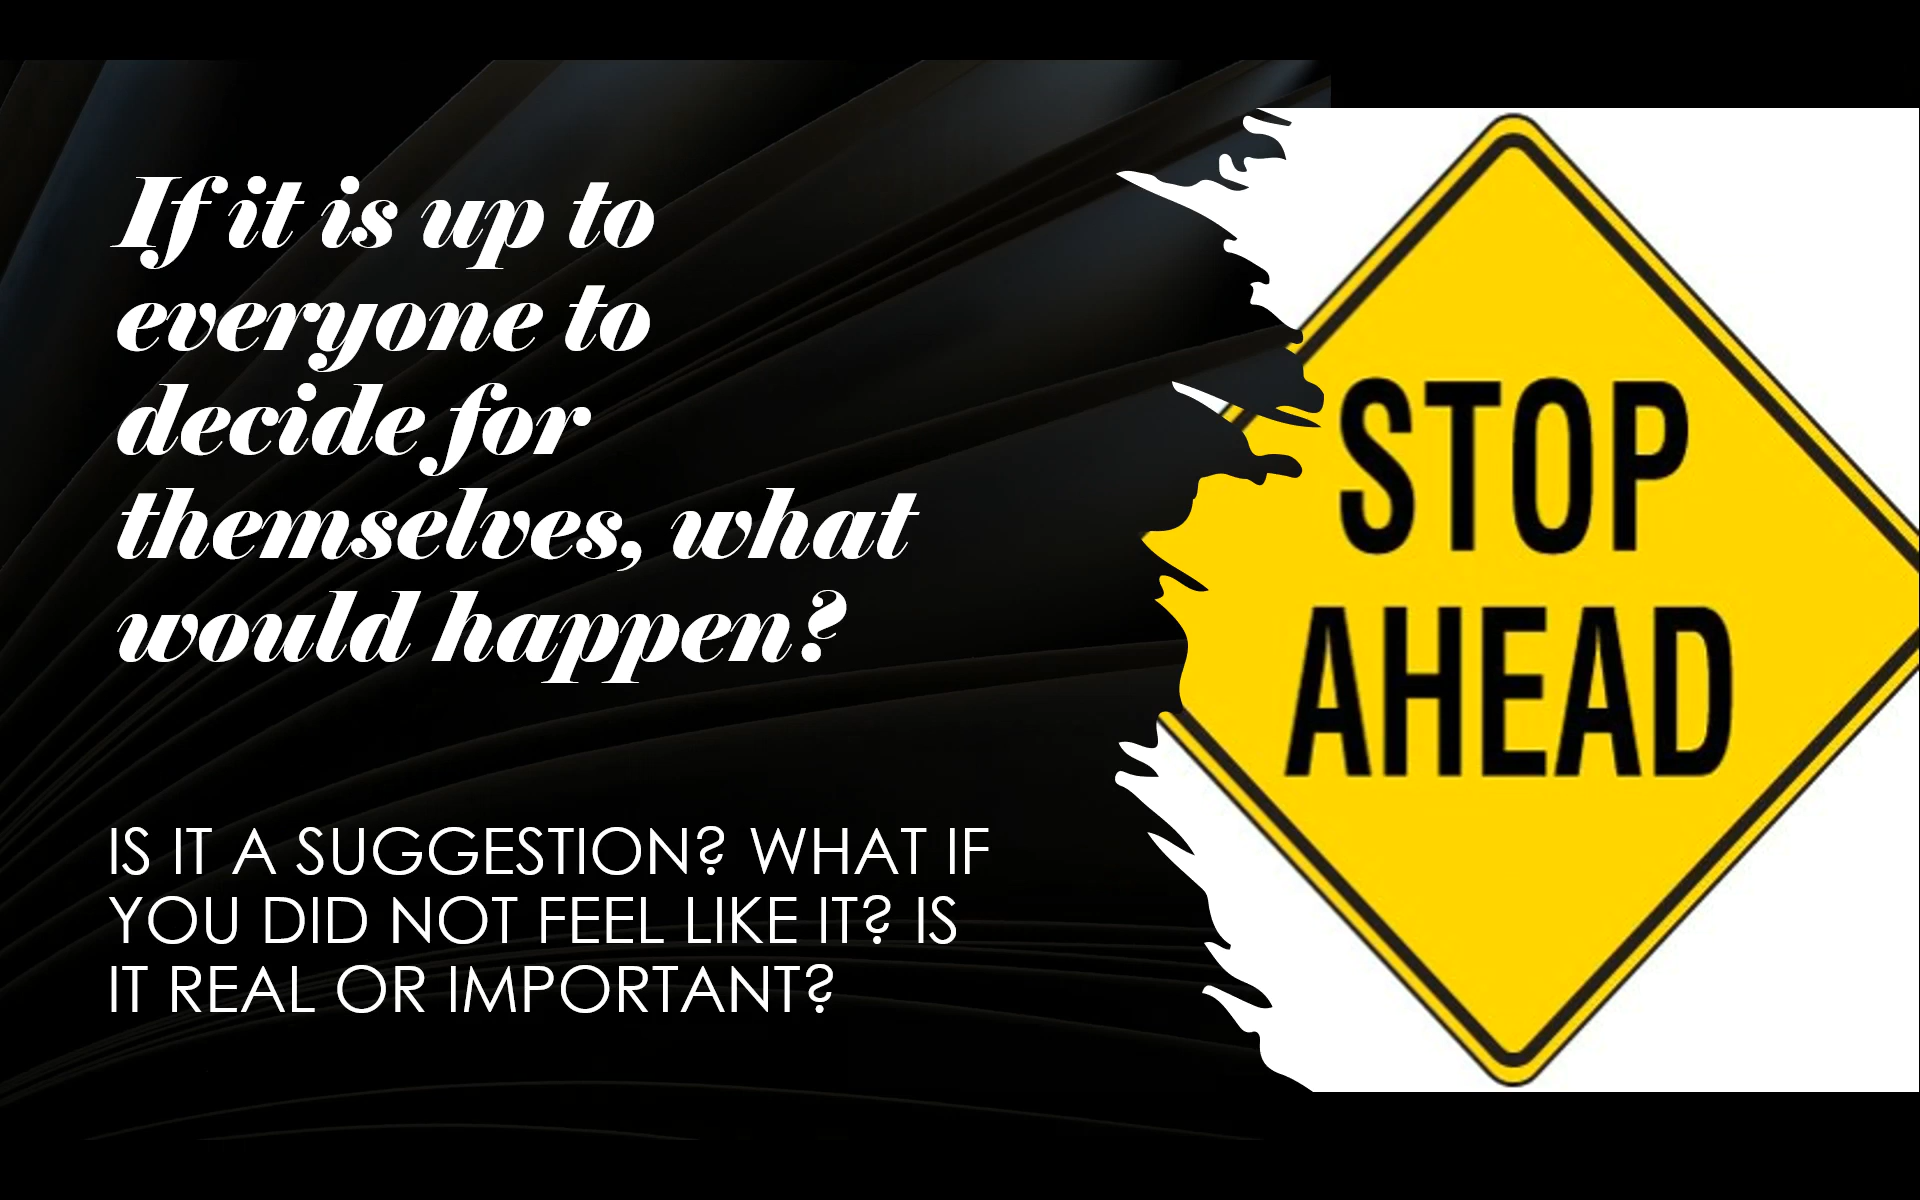 If it is up to
everyone to
decide for
themselves, what
would happen?
IS IT A SUGGESTION? WHAT IF
YOU DID NOT FEEL LIKE IT? IS
IT REAL OR IMPORTANT?
STOP
AHEAD